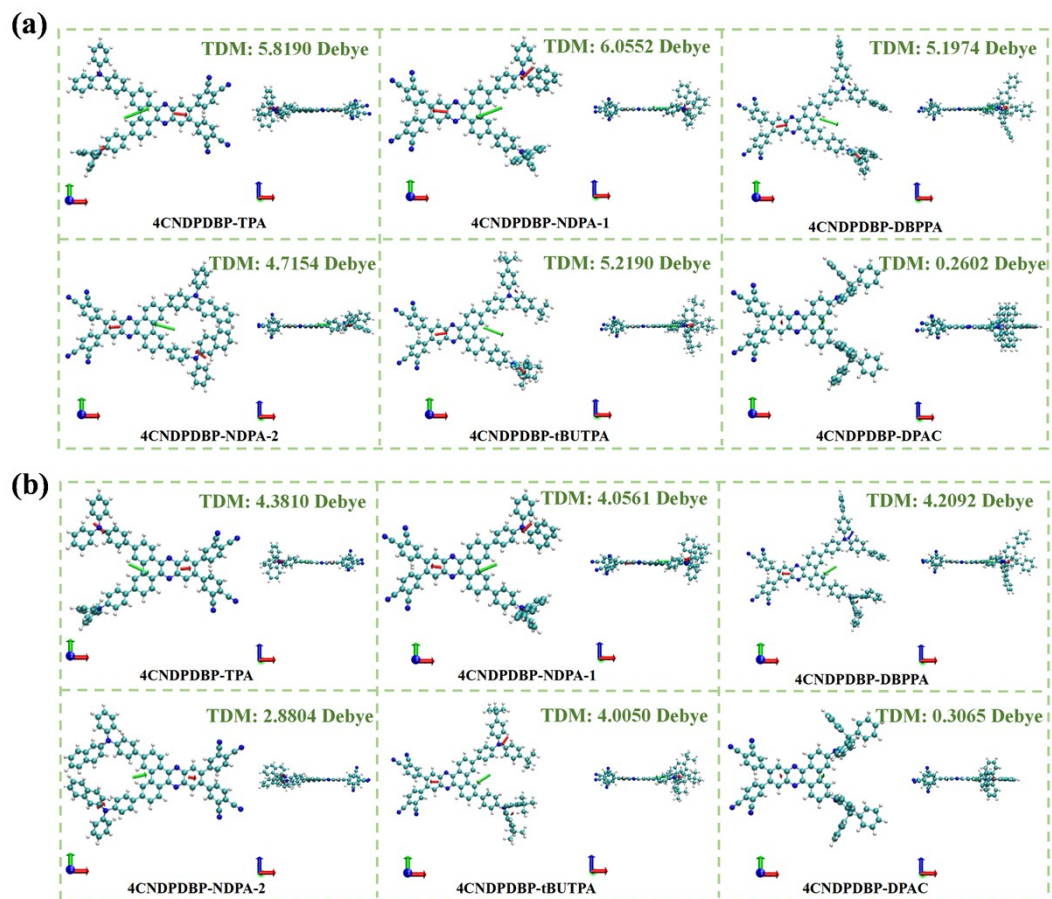 (a)
TDM: 5.8190 Debye
TDM: 6.0552 Debye
TDM: 5.1974 Debye
4CNDPDBP-TPA
4CNDPDBP-NDPA-1
4CNDPDBP-DBPPA
TDM: 4.7154 Debye
TDM: 5.2190 Debye
TDM: 0.2602 Debye
4CNDPDBP-NDPA-2
4CNDPDBP-tBUTPA
4CNDPDBP-DPAC
(b)
TDM: 4.3810 Debye
TDM: 4.0561 Debye
TDM: 4.2092 Debye
4CNDPDBP-TPA
4CNDPDBP-NDPA-1
4CNDPDBP-DBPPA
TDM: 2.8804 Debye
TDM: 4.0050 Debye
TDM: 0.3065 Debye
4CNDPDBP-NDPA-2
4CNDPDBP-tBUTPA
4CNDPDBP-DPAC